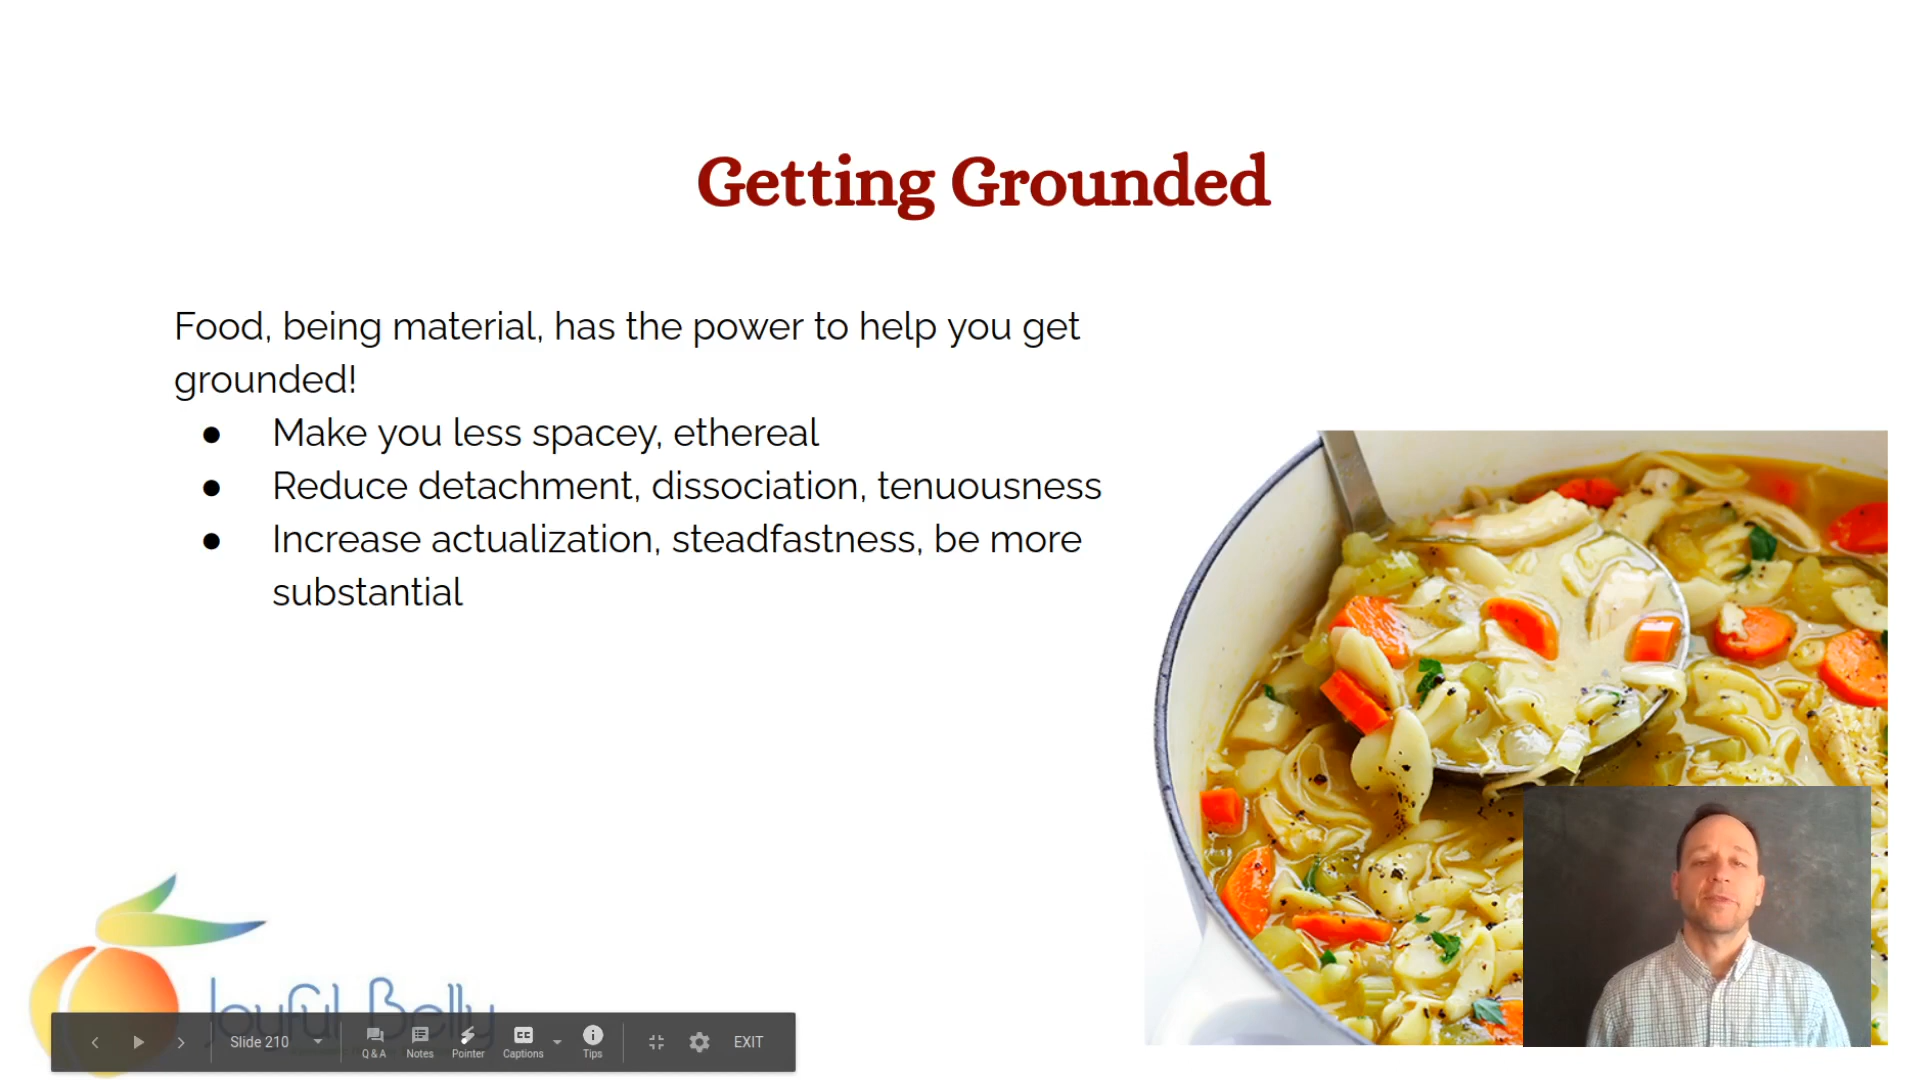 Getting Grounded
Food, being material, has the power to help you get
grounded!
● Make you less spacey, ethereal
● Reduce detachment, dissociation, tenuousness
● Increase actualization, steadfastness, be more
substantial
Joyful Belly
Slide 210
Q & A
Notes
Pointer
CC
Captions
Tips
EXIT